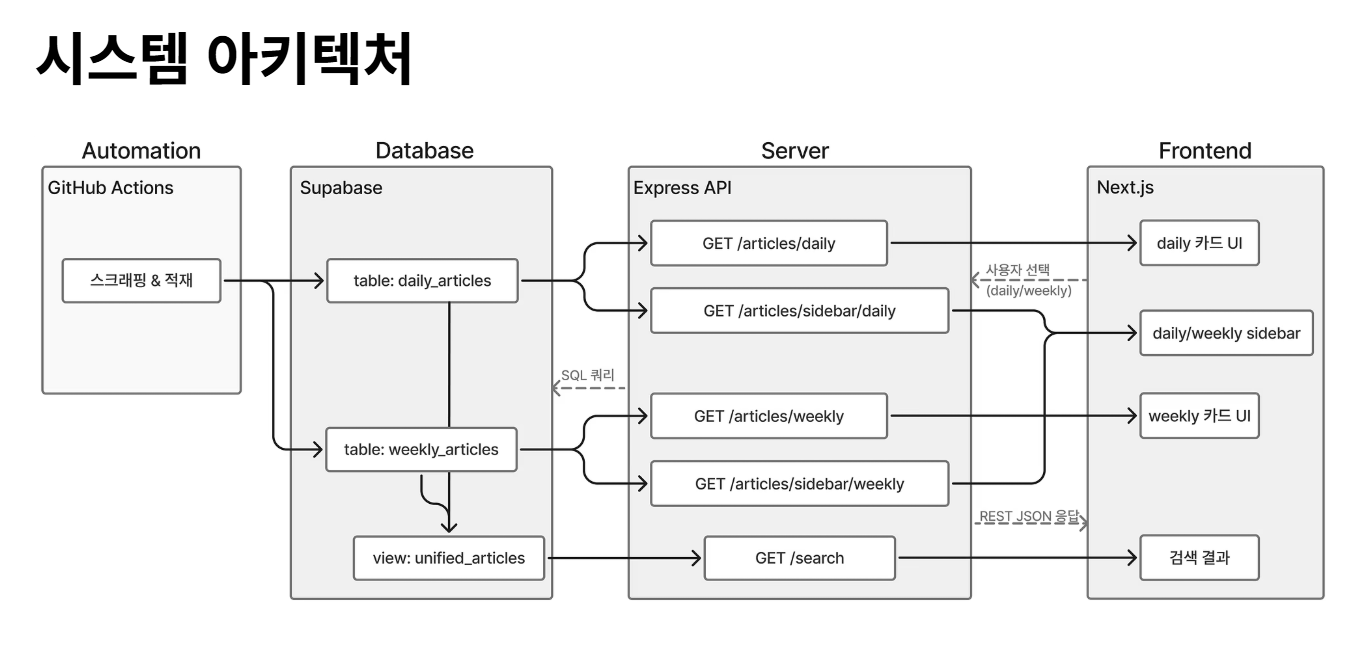 시스템 아키텍처
Automation
GitHub Actions
스크래핑 & 적재
Database
Supabase
table: daily_articles
table: weekly_articles
view: unified_articles
SQL 쿼리
Server
Express API
GET /articles/daily
GET /articles/sidebar/daily
GET /articles/weekly
GET /articles/sidebar/weekly
GET /search
사용자 선택
(daily/weekly)
REST JSON 응답
Frontend
Next.js
daily 카드 UI
daily/weekly sidebar
weekly 카드 UI
검색 결과